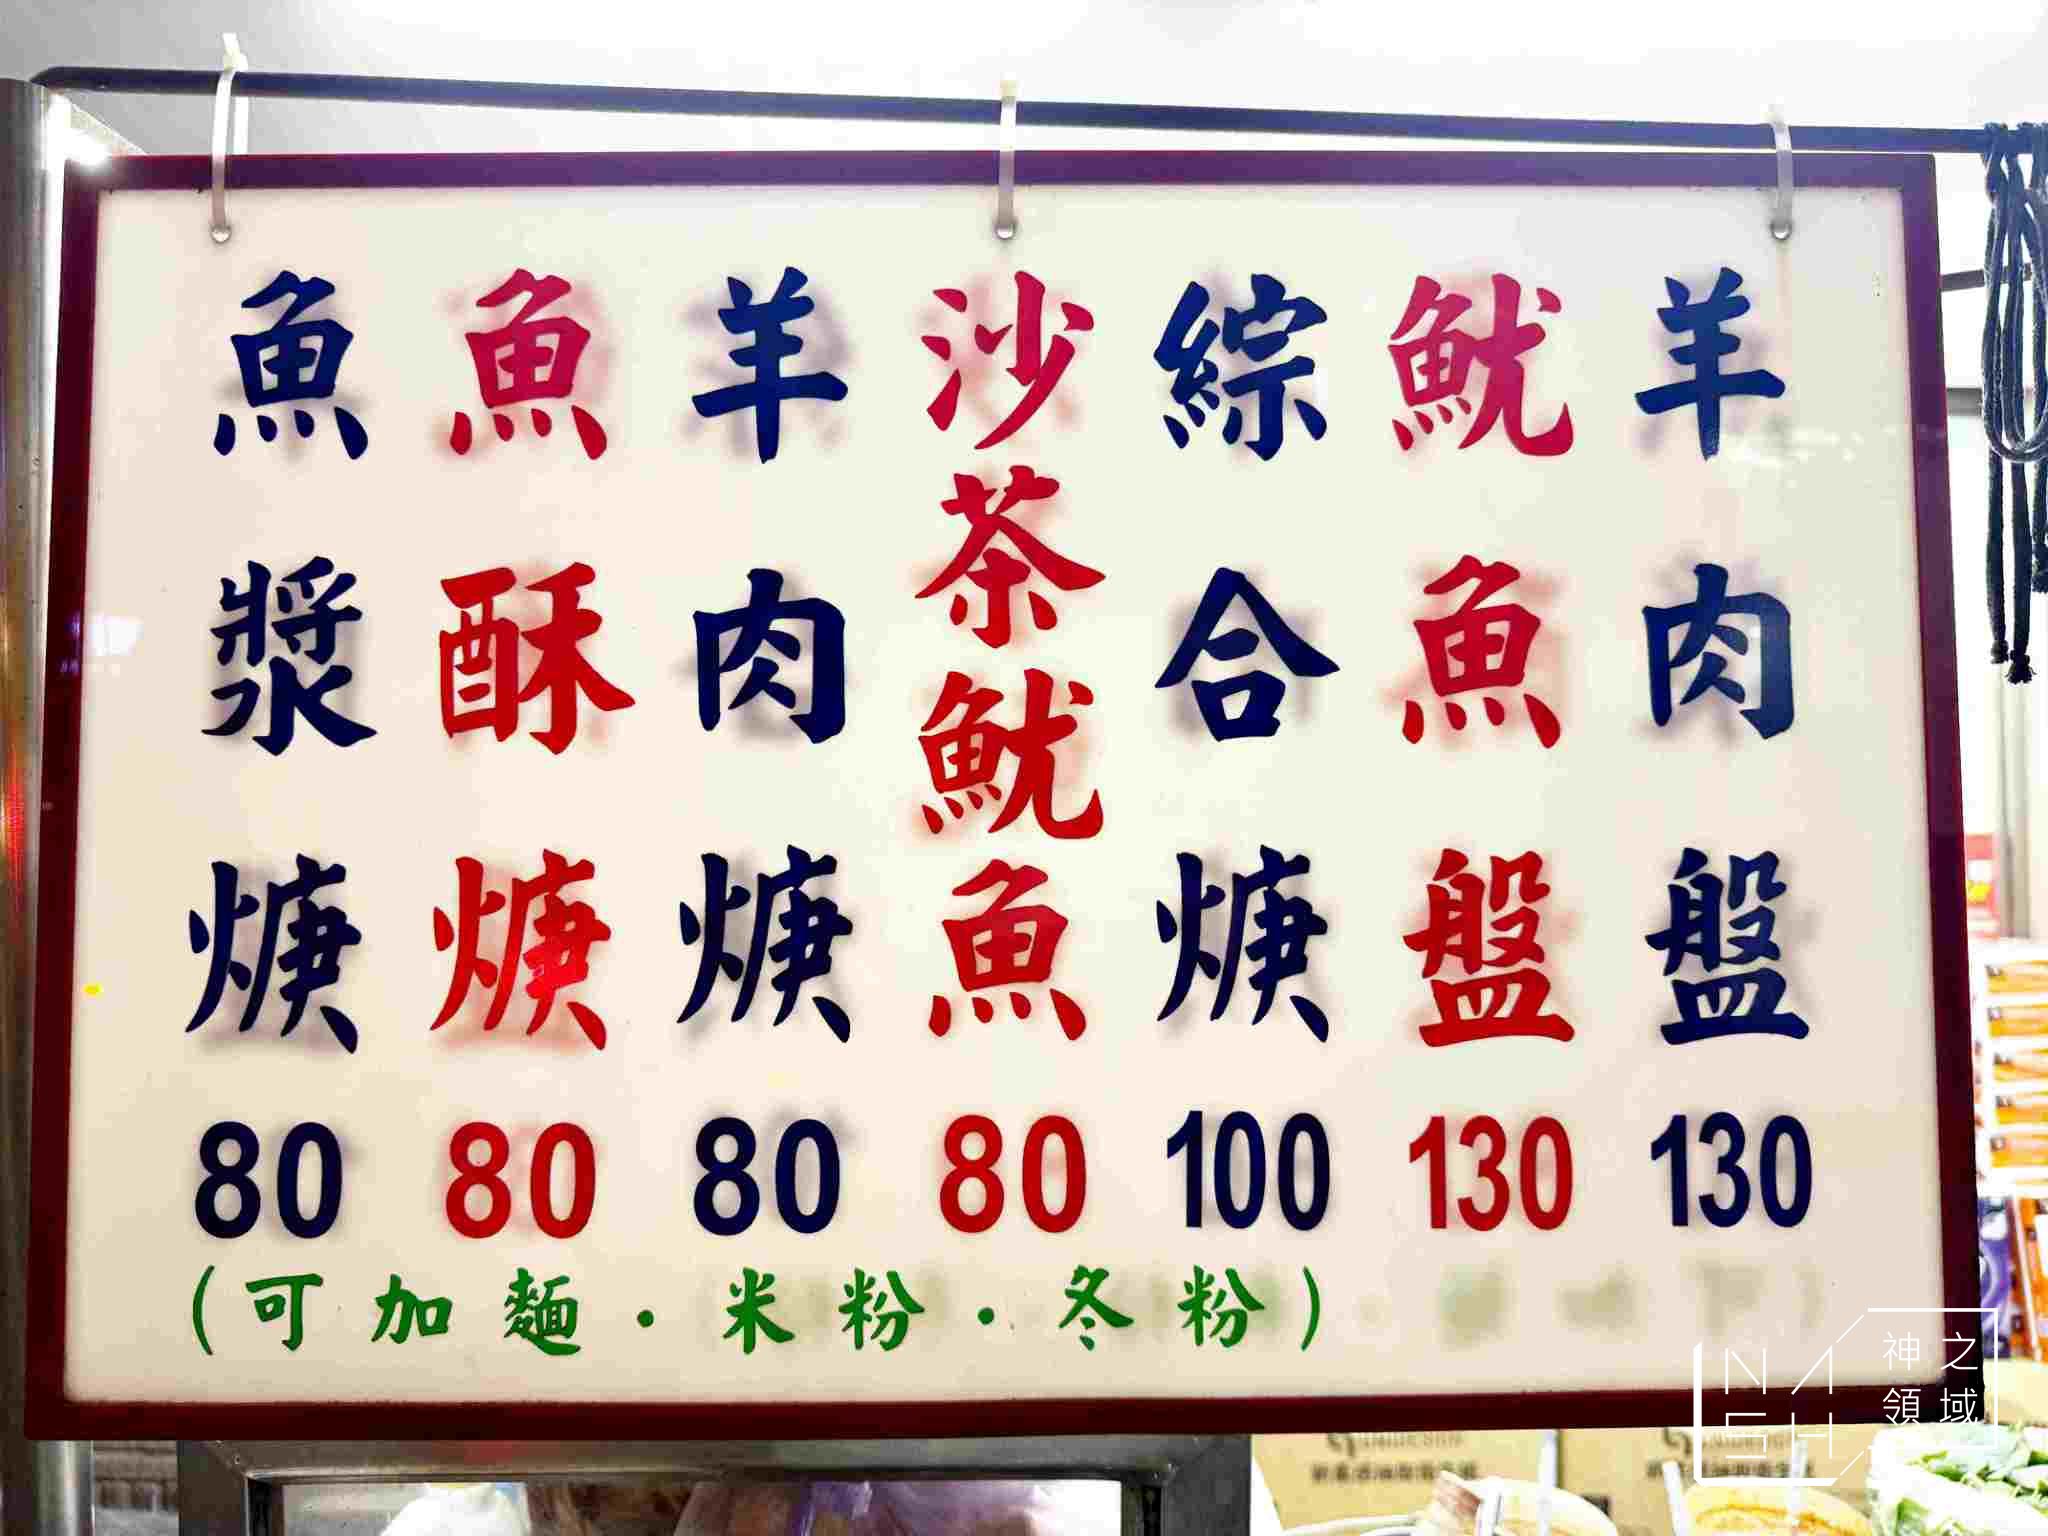 魚漿焿 80
魚酥焿 80
羊肉焿 80
沙茶魷魚 80
綜合焿 100
魷魚盤 130
羊肉盤 130
(可加麵·米粉·冬粉)
NASH
神之
領域